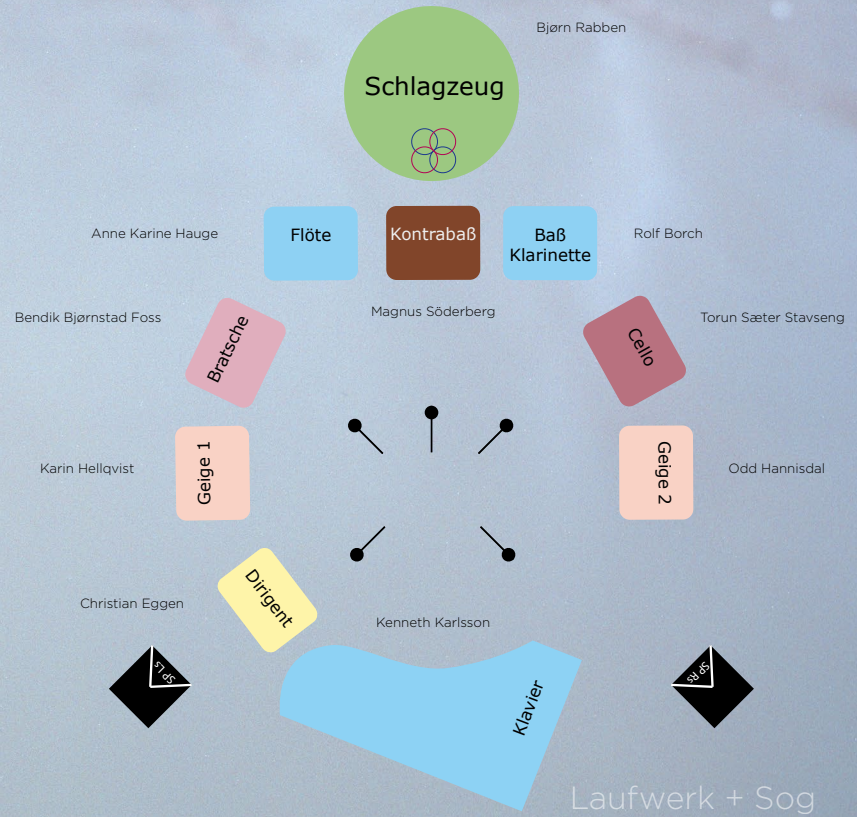 Bjørn Rabben
Schlagzeug
Anne Karine Hauge
Flöte
Kontrabaß
Baß
Klarinette
Rolf Borch
Magnus Söderberg
Bendik Bjørnstad Foss
Bratsche
Cello
Torun Sæter Stavseng
Karin Hellqvist
Geige 1
Geige 2
Odd Hannisdal
Christian Eggen
Dirigent
Kenneth Karlsson
SP Ls
SP Rs
Klavier
Laufwerk + Sog